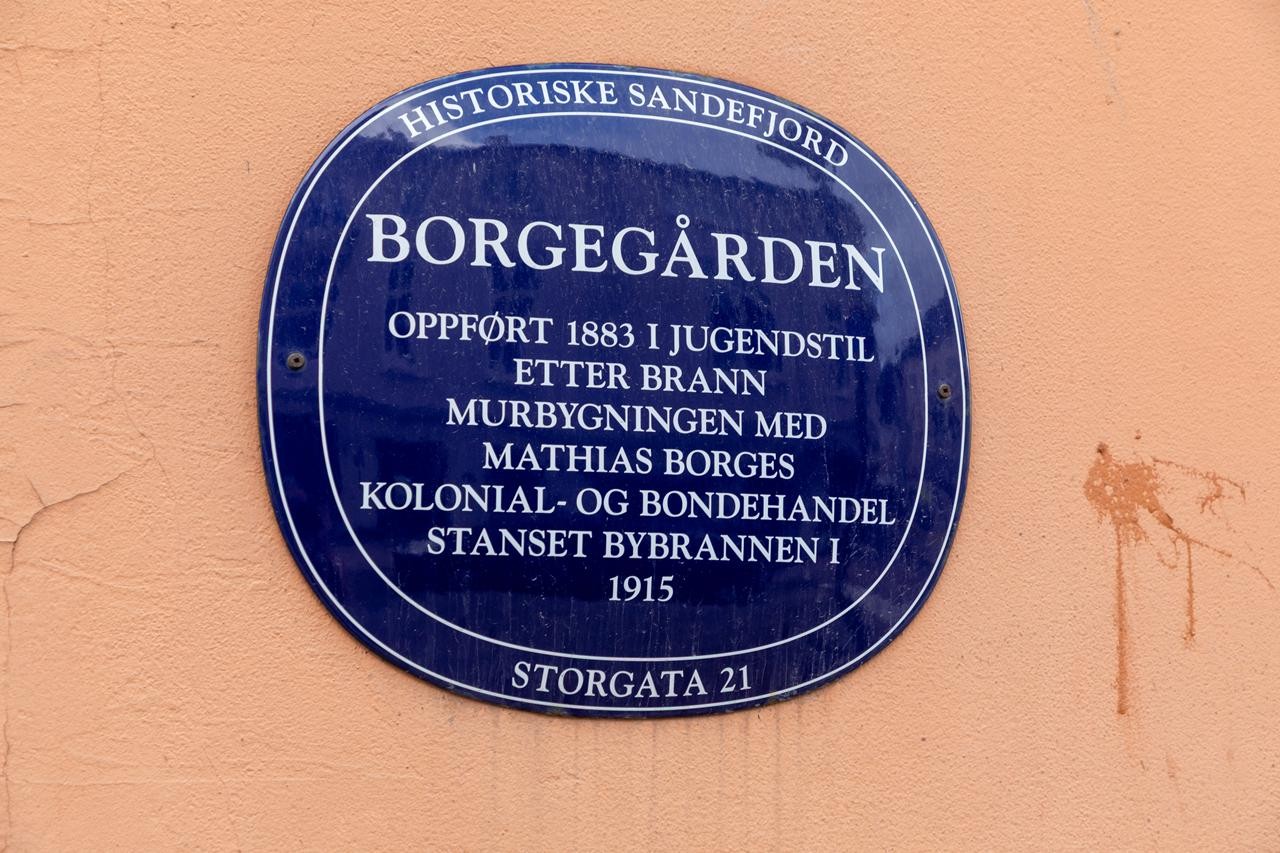 HISTORISKE SANDEFJORD
BORGEGÅRDEN
OPPFØRT 1883 I JUGENDSTIL
ETTER BRANN
MURBYGNINGEN MED
MATHIAS BORGES
KOLONIAL- OG BONDEHANDEL
STANSET BYBRANNEN I
1915
STORGATA 21